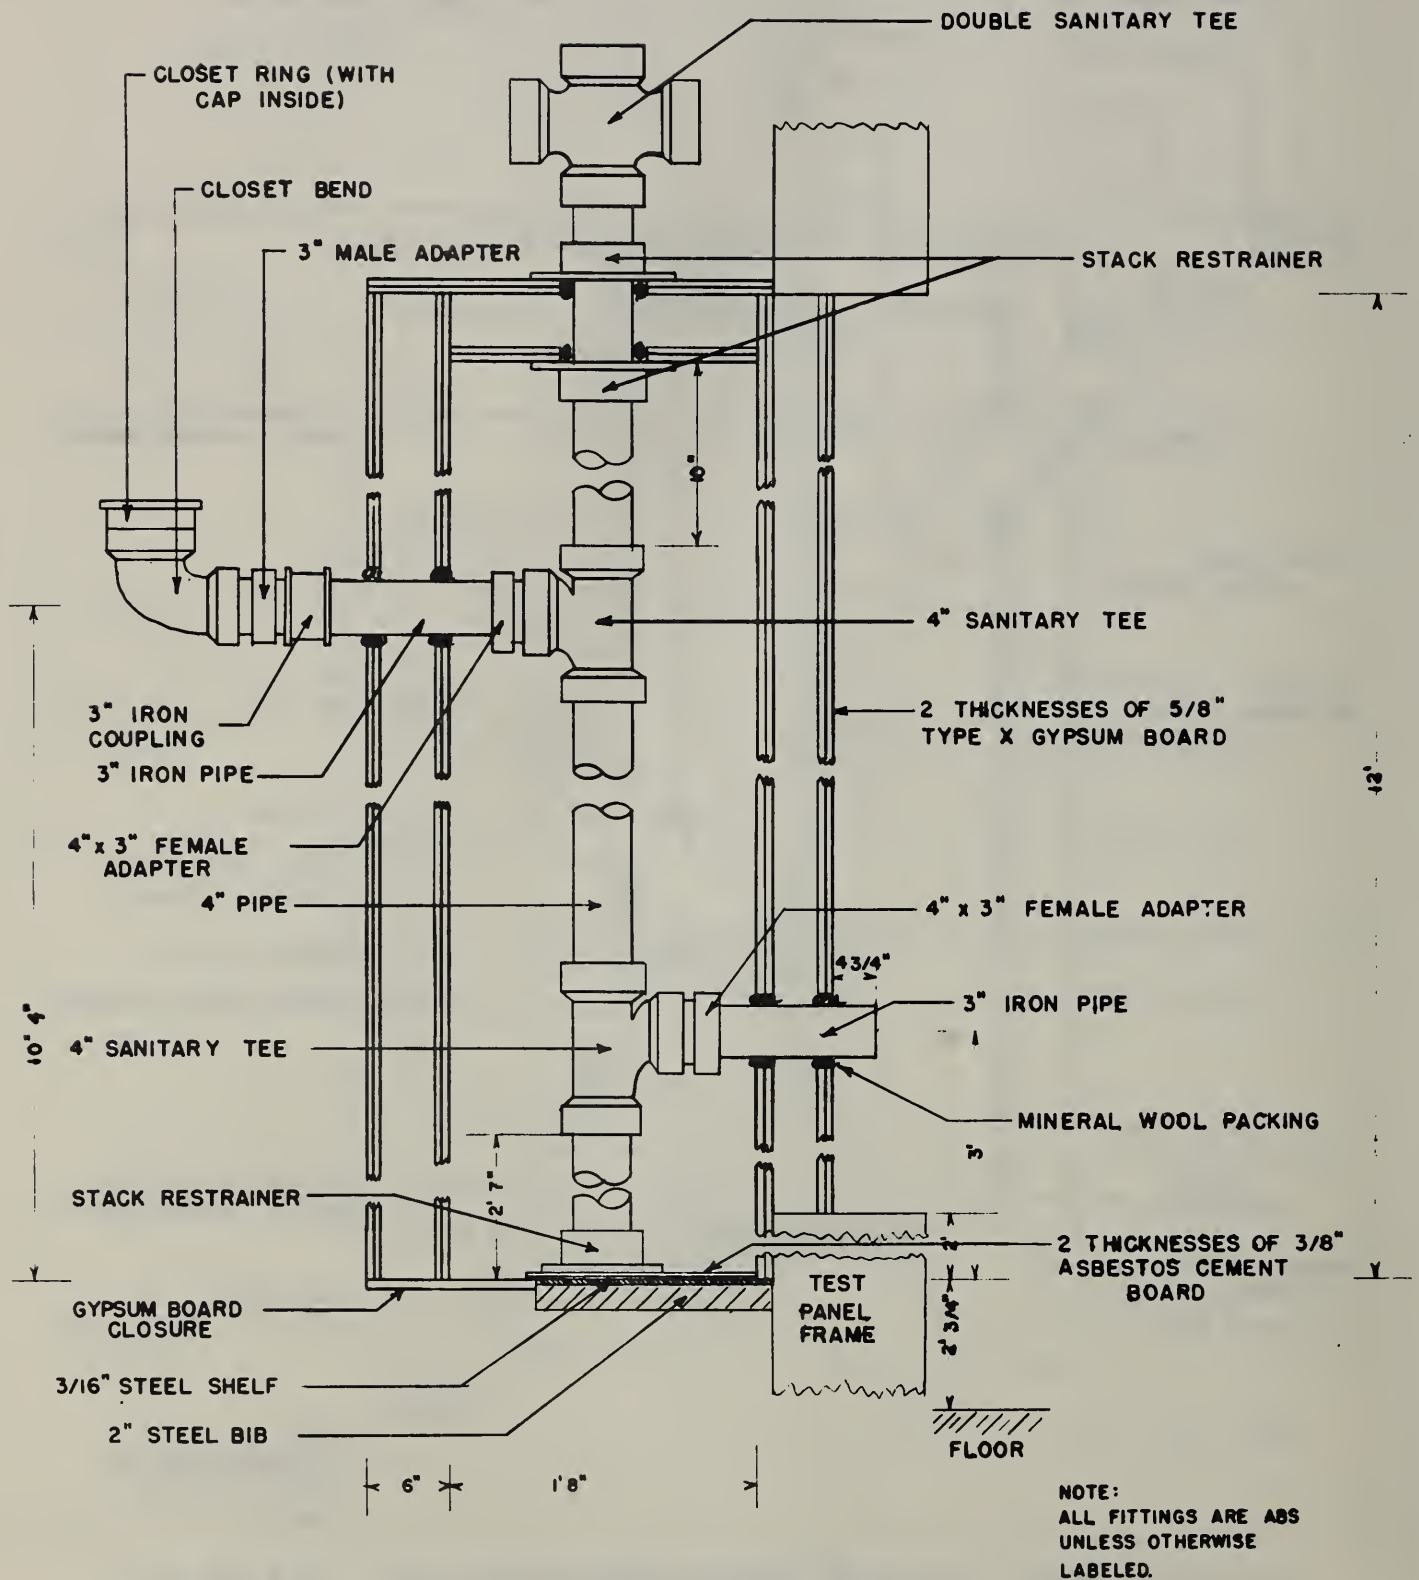 DOUBLE SANITARY TEE
CLOSET RING (WITH
CAP INSIDE)
CLOSET BEND
3" MALE ADAPTER
STACK RESTRAINER
10"
4" SANITARY TEE
3" IRON
COUPLING
2 THICKNESSES OF 5/8"
TYPE X GYPSUM BOARD
3" IRON PIPE
12'
4" x 3" FEMALE
ADAPTER
4" PIPE
4" x 3" FEMALE ADAPTER
4 3/4"
3" IRON PIPE
10' 4"
4" SANITARY TEE
MINERAL WOOL PACKING
3'
STACK RESTRAINER
2' 7"
2'
2 THICKNESSES OF 3/8"
ASBESTOS CEMENT
BOARD
TEST
PANEL
FRAME
GYPSUM BOARD
CLOSURE
2' 3/4"
3/16" STEEL SHELF
2" STEEL BIB
FLOOR
6"
1' 8"
NOTE:
ALL FITTINGS ARE ABS
UNLESS OTHERWISE
LABELED.